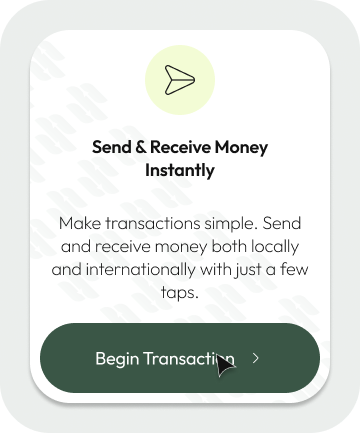 Send & Receive Money
Instantly
Make transactions simple. Send
and receive money both locally
and internationally with just a few
taps.
Begin Transaction